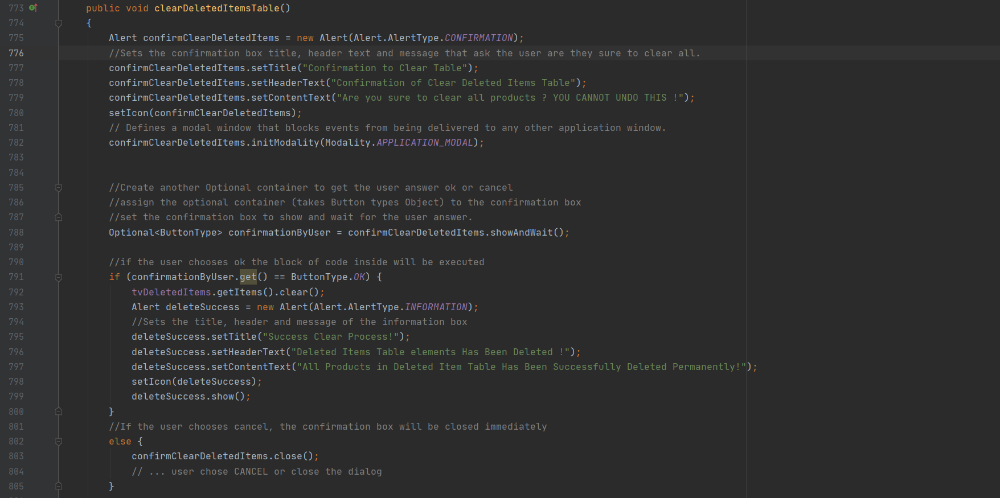 773 public void clearDeletedItemsTable()
774 {
775 Alert confirmClearDeletedItems = new Alert(Alert.AlertType.CONFIRMATION);
776 //Sets the confirmation box title, header text and message that ask the user are they sure to clear all.
777 confirmClearDeletedItems.setTitle("Confirmation to Clear Table");
778 confirmClearDeletedItems.setHeaderText("Confirmation of Clear Deleted Items Table");
779 confirmClearDeletedItems.setContentText("Are you sure to clear all products ? YOU CANNOT UNDO THIS !");
780 setIcon(confirmClearDeletedItems);
781 // Defines a modal window that blocks events from being delivered to any other application window.
782 confirmClearDeletedItems.initModality(Modality.APPLICATION_MODAL);
783
784
785 //Create another Optional container to get the user answer ok or cancel
786 //assign the optional container (takes Button types Object) to the confirmation box
787 //set the confirmation box to show and wait for the user answer.
788 Optional<ButtonType> confirmationByUser = confirmClearDeletedItems.showAndWait();
789
790 //if the user chooses ok the block of code inside will be executed
791 if (confirmationByUser.get() == ButtonType.OK) {
792 tvDeletedItems.getItems().clear();
793 Alert deleteSuccess = new Alert(Alert.AlertType.INFORMATION);
794 //Sets the title, header and message of the information box
795 deleteSuccess.setTitle("Success Clear Process!");
796 deleteSuccess.setHeaderText("Deleted Items Table elements Has Been Deleted !");
797 deleteSuccess.setContentText("All Products in Deleted Item Table Has Been Successfully Deleted Permanently!");
798 setIcon(deleteSuccess);
799 deleteSuccess.show();
800 }
801 //If the user chooses cancel, the confirmation box will be closed immediately
802 else {
803 confirmClearDeletedItems.close();
804 // ... user chose CANCEL or close the dialog
805 }